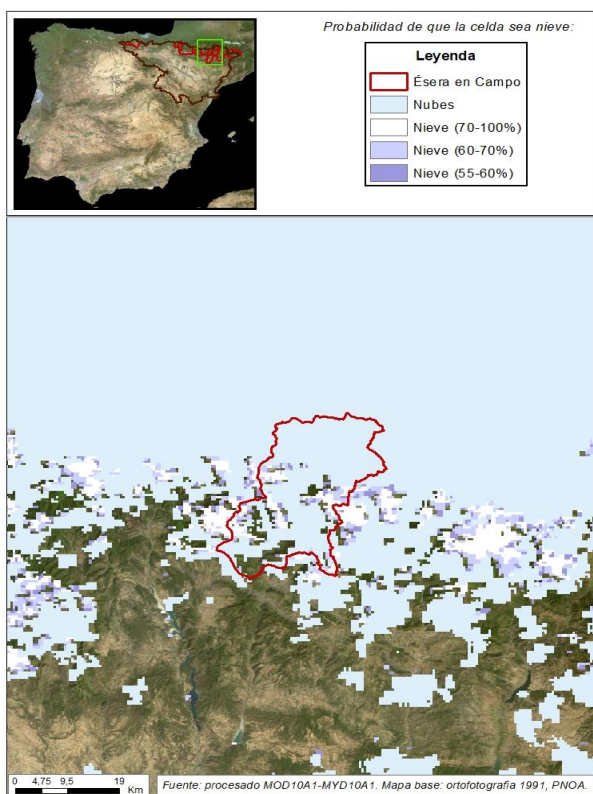 Probabilidad de que la celda sea nieve:
Leyenda
Ésera en Campo
Nubes
Nieve (70-100%)
Nieve (60-70%)
Nieve (55-60%)
0 4,75 9,5 19
Km
Fuente: procesado MOD10A1-MYD10A1. Mapa base: ortofotografia 1991, PNOA.